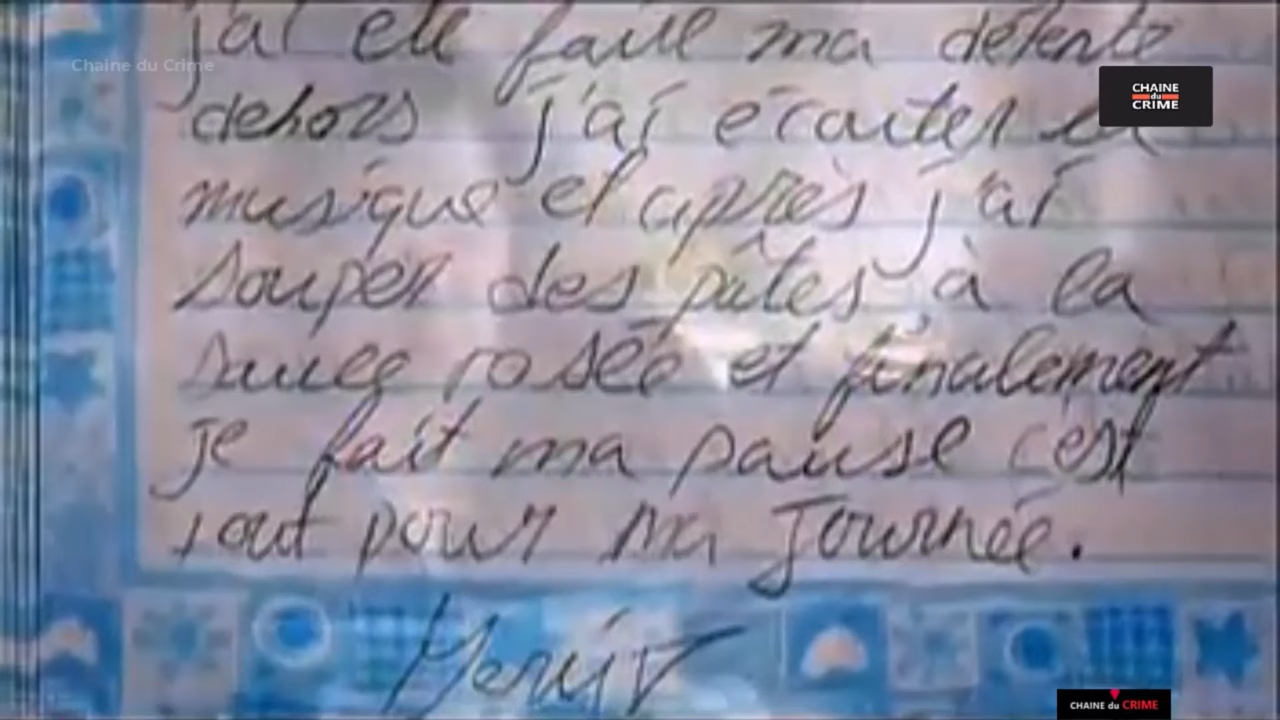 j'ai été faire ma détente
Chaine du Crime
CHAINE
du
CRIME
dehors j'ai écouter la
musique et après j'ai
souper des pâtes à la
sauce rosée et finalement
je fait ma pause c'est
tout pour ma journée.
CHAINE du CRIME